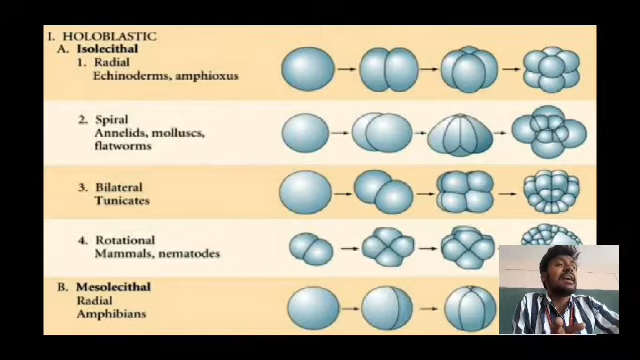 I. HOLOBLASTIC
A. Isolecithal
1. Radial
Echinoderms, amphioxus
2. Spiral
Annelids, molluscs,
flatworms
3. Bilateral
Tunicates
4. Rotational
Mammals, nematodes
B. Mesolecithal
Radial
Amphibians